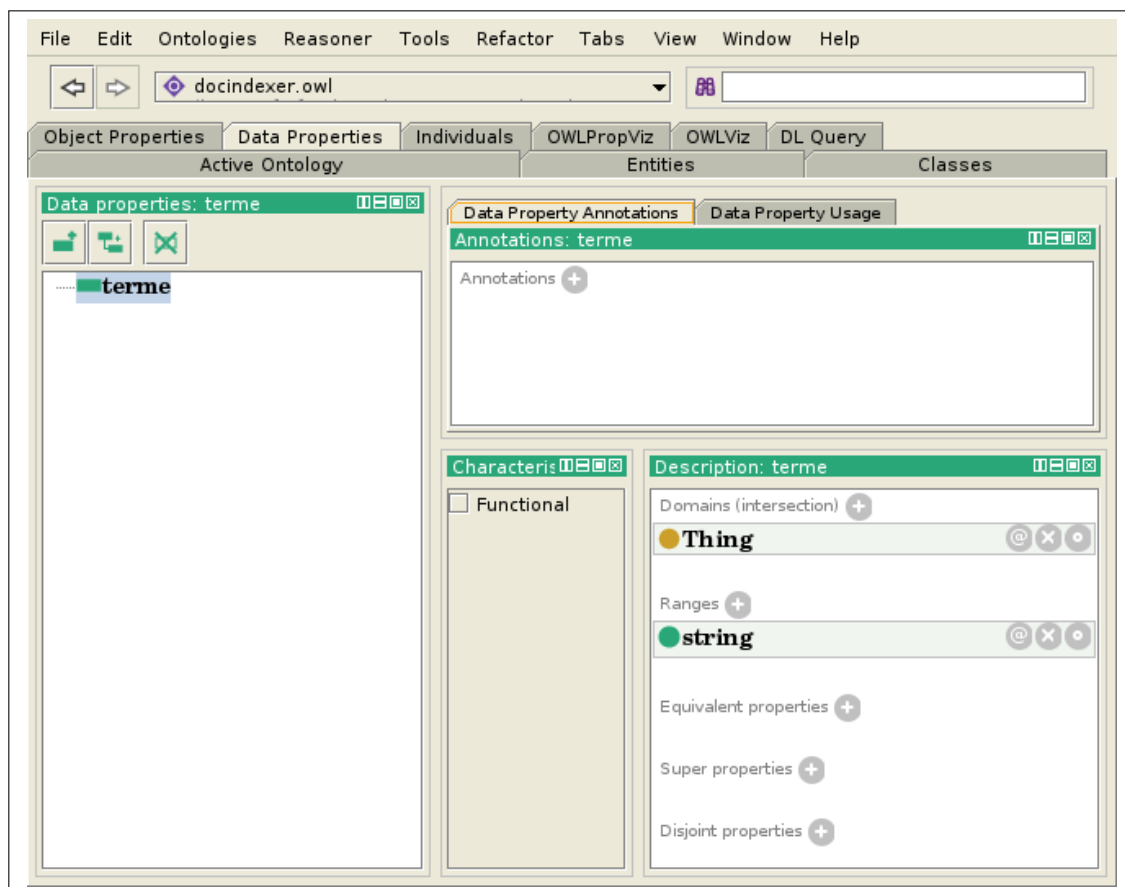 File Edit Ontologies Reasoner Tools Refactor Tabs View Window Help
docindexer.owl
Object Properties Data Properties Individuals OWLPropViz OWLViz DL Query
Active Ontology Entities Classes
Data properties: terme
terme
Data Property Annotations Data Property Usage
Annotations: terme
Annotations
Characteris
Functional
Description: terme
Domains (intersection)
Thing
Ranges
string
Equivalent properties
Super properties
Disjoint properties